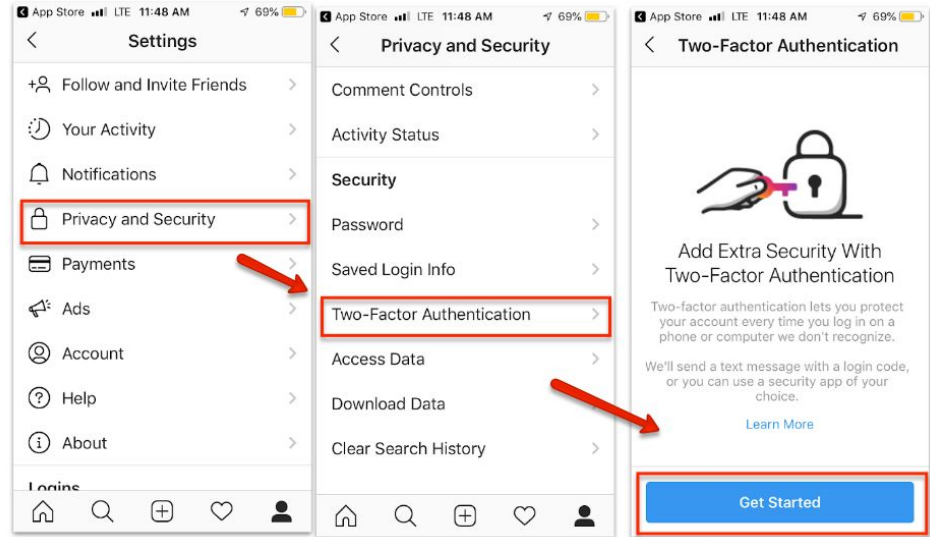 App Store LTE 11:48 AM 69%
Settings
Follow and Invite Friends
Your Activity
Notifications
Privacy and Security
Payments
Ads
Account
Help
About
Logins
App Store LTE 11:48 AM 69%
Privacy and Security
Comment Controls
Activity Status
Security
Password
Saved Login Info
Two-Factor Authentication
Access Data
Download Data
Clear Search History
App Store LTE 11:48 AM 69%
Two-Factor Authentication
Add Extra Security With
Two-Factor Authentication
Two-factor authentication lets you protect
your account every time you log in on a
phone or computer we don't recognize.
We'll send a text message with a login code,
or you can use a security app of your
choice.
Learn More
Get Started